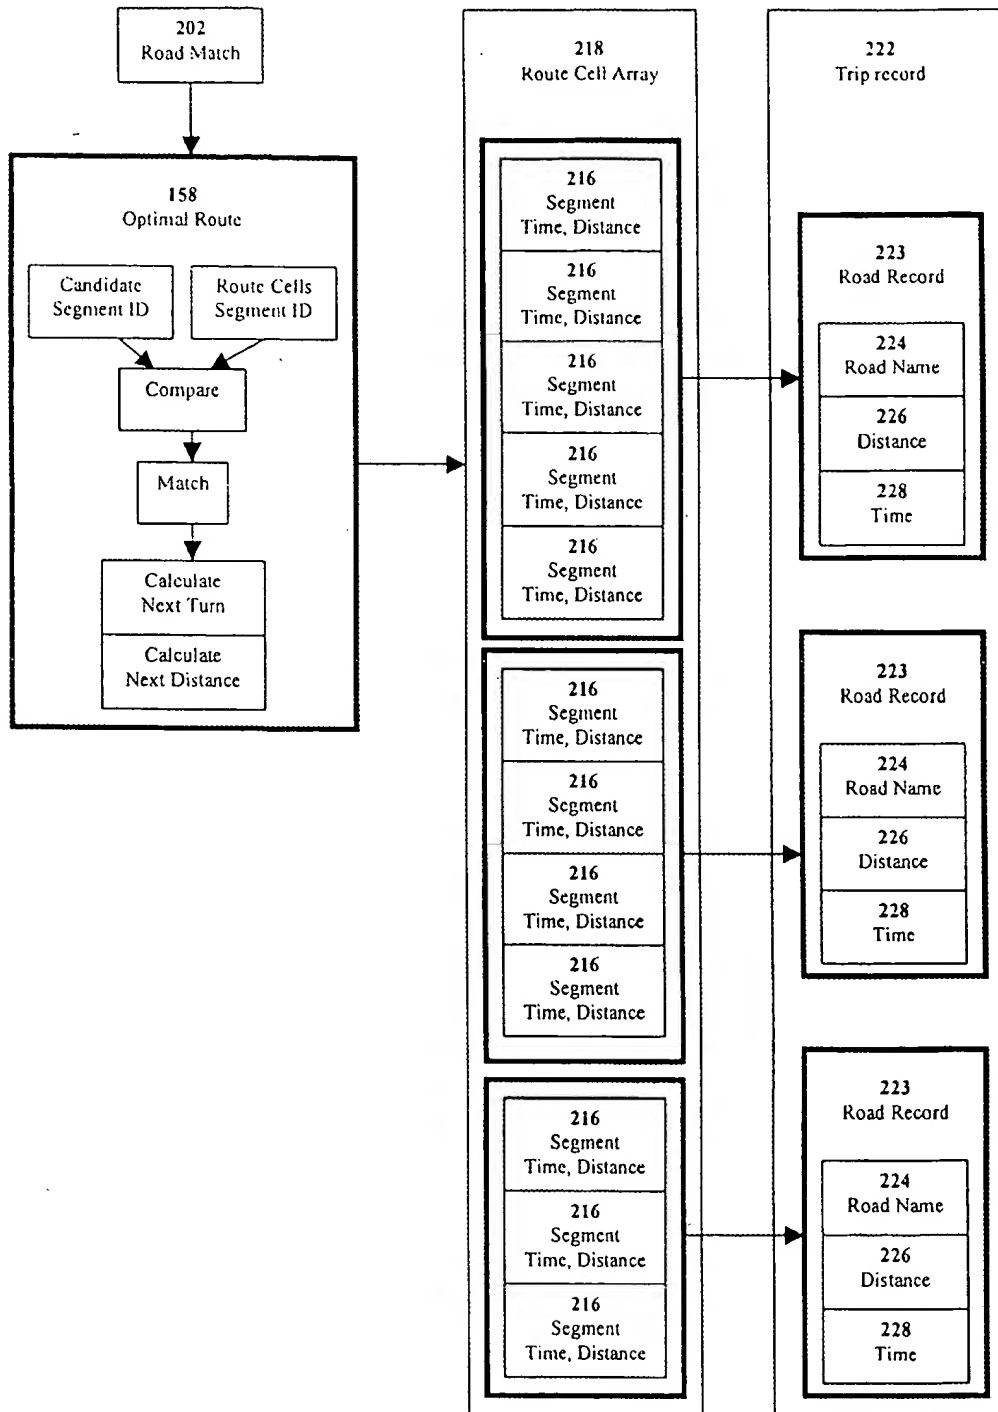 202
Road Match
158
Optimal Route
Candidate
Segment ID
Route Cells
Segment ID
Compare
Match
Calculate
Next Turn
Calculate
Next Distance
218
Route Cell Array
216
Segment
Time, Distance
216
Segment
Time, Distance
216
Segment
Time, Distance
216
Segment
Time, Distance
216
Segment
Time, Distance
216
Segment
Time, Distance
216
Segment
Time, Distance
216
Segment
Time, Distance
216
Segment
Time, Distance
216
Segment
Time, Distance
216
Segment
Time, Distance
216
Segment
Time, Distance
222
Trip record
223
Road Record
224
Road Name
226
Distance
228
Time
223
Road Record
224
Road Name
226
Distance
228
Time
223
Road Record
224
Road Name
226
Distance
228
Time